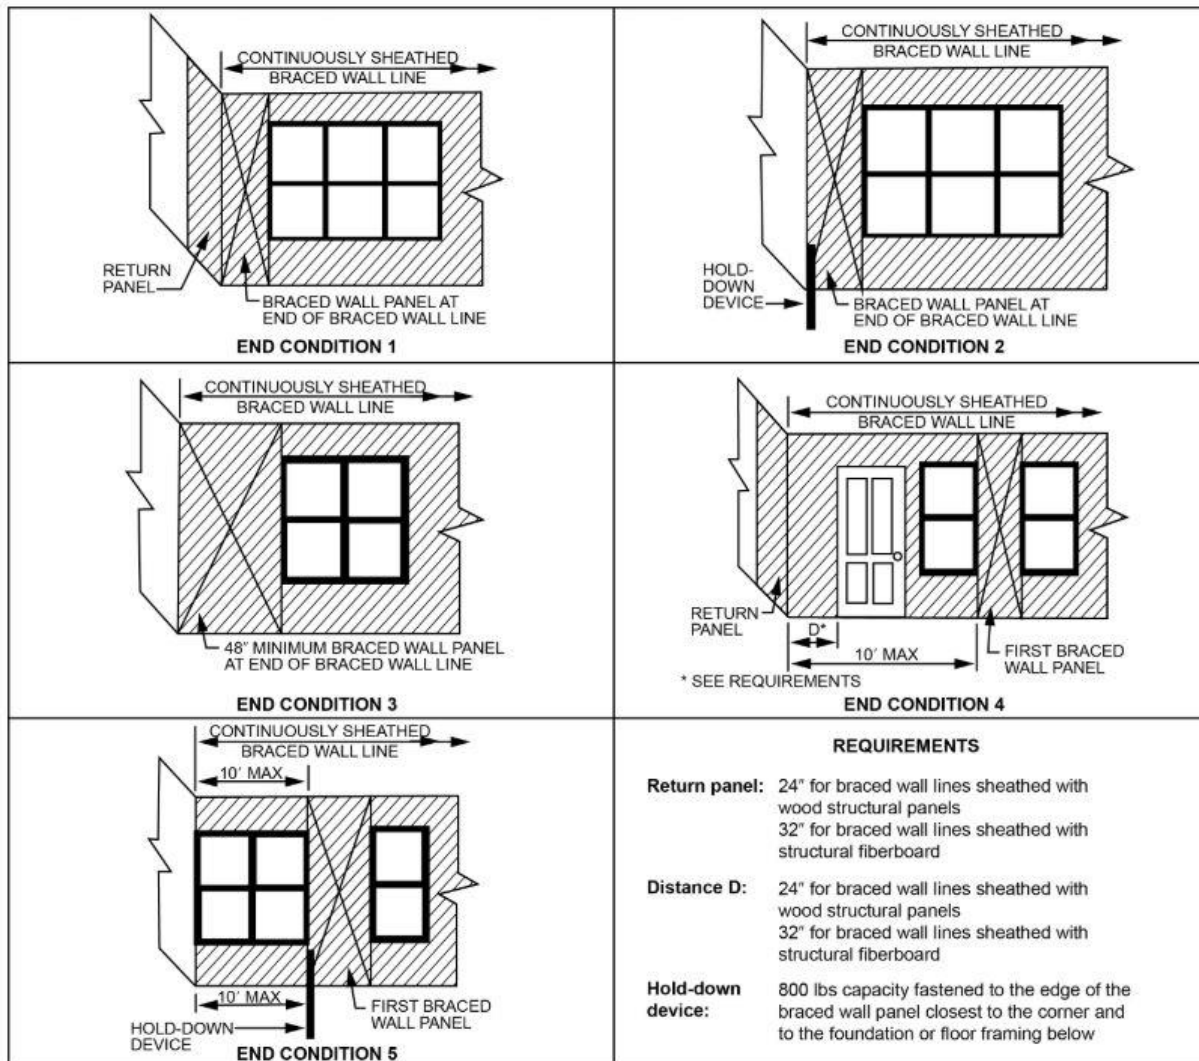 CONTINUOUSLY SHEATHED
BRACED WALL LINE
RETURN
PANEL
BRACED WALL PANEL AT
END OF BRACED WALL LINE
END CONDITION 1
CONTINUOUSLY SHEATHED
BRACED WALL LINE
HOLD-
DOWN
DEVICE
BRACED WALL PANEL AT
END OF BRACED WALL LINE
END CONDITION 2
CONTINUOUSLY SHEATHED
BRACED WALL LINE
48" MINIMUM BRACED WALL PANEL
AT END OF BRACED WALL LINE
END CONDITION 3
CONTINUOUSLY SHEATHED
BRACED WALL LINE
RETURN
PANEL
D*
10' MAX
FIRST BRACED
WALL PANEL
* SEE REQUIREMENTS
END CONDITION 4
CONTINUOUSLY SHEATHED
BRACED WALL LINE
10' MAX
10' MAX
HOLD-DOWN
DEVICE
FIRST BRACED
WALL PANEL
END CONDITION 5
REQUIREMENTS
Return panel: 24" for braced wall lines sheathed with
wood structural panels
32" for braced wall lines sheathed with
structural fiberboard
Distance D: 24" for braced wall lines sheathed with
wood structural panels
32" for braced wall lines sheathed with
structural fiberboard
Hold-down 800 lbs capacity fastened to the edge of the
device: braced wall panel closest to the corner and
to the foundation or floor framing below